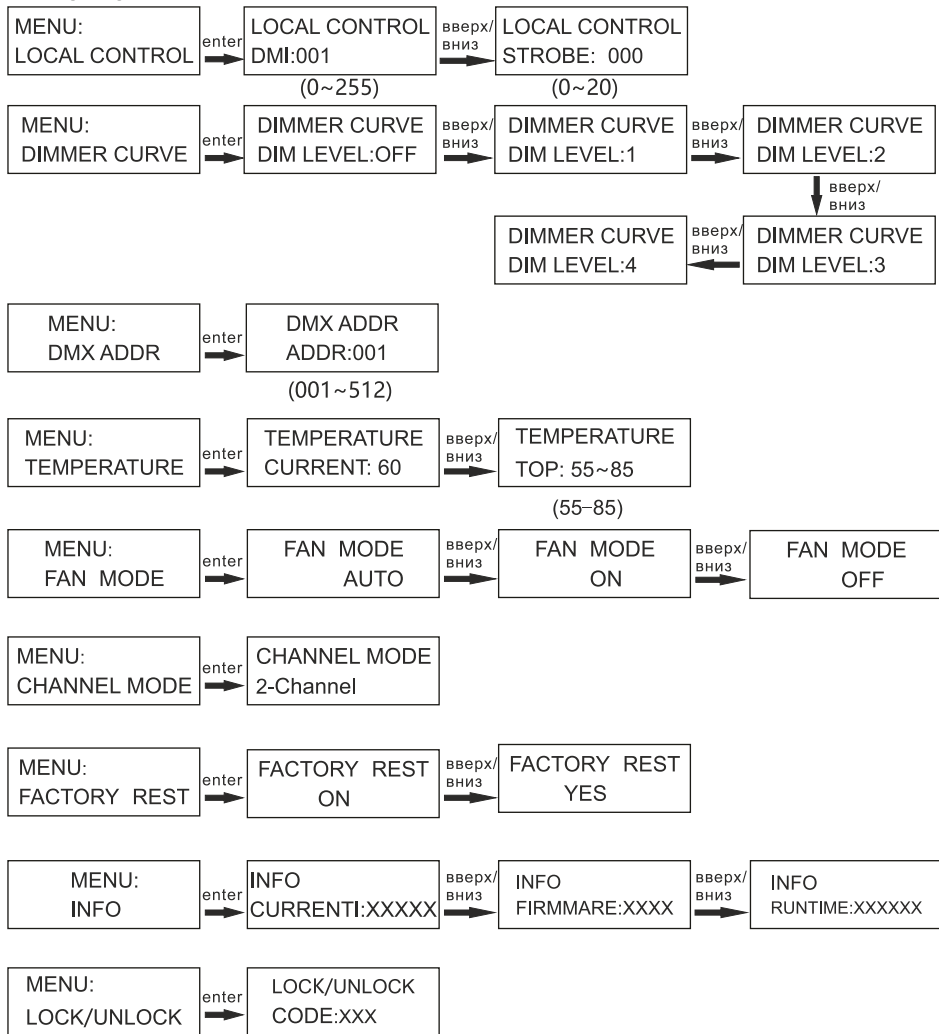 MENU:
LOCAL CONTROL
enter
LOCAL CONTROL
DMI:001
(0~255)
вверх/
вниз
LOCAL CONTROL
STROBE: 000
(0~20)
MENU:
DIMMER CURVE
enter
DIMMER CURVE
DIM LEVEL:OFF
вверх/
вниз
DIMMER CURVE
DIM LEVEL:1
вверх/
вниз
DIMMER CURVE
DIM LEVEL:2
вверх/
вниз
DIMMER CURVE
DIM LEVEL:3
вверх/
вниз
DIMMER CURVE
DIM LEVEL:4
MENU:
DMX ADDR
enter
DMX ADDR
ADDR:001
(001~512)
MENU:
TEMPERATURE
enter
TEMPERATURE
CURRENT: 60
вверх/
вниз
TEMPERATURE
TOP: 55~85
(55-85)
MENU:
FAN MODE
enter
FAN MODE
AUTO
вверх/
вниз
FAN MODE
ON
вверх/
вниз
FAN MODE
OFF
MENU:
CHANNEL MODE
enter
CHANNEL MODE
2-Channel
MENU:
FACTORY REST
enter
FACTORY REST
ON
вверх/
вниз
FACTORY REST
YES
MENU:
INFO
enter
INFO
CURRENTI:XXXXX
вверх/
вниз
INFO
FIRMMARE:XXXX
вверх/
вниз
INFO
RUNTIME:XXXXXX
MENU:
LOCK/UNLOCK
enter
LOCK/UNLOCK
CODE:XXX